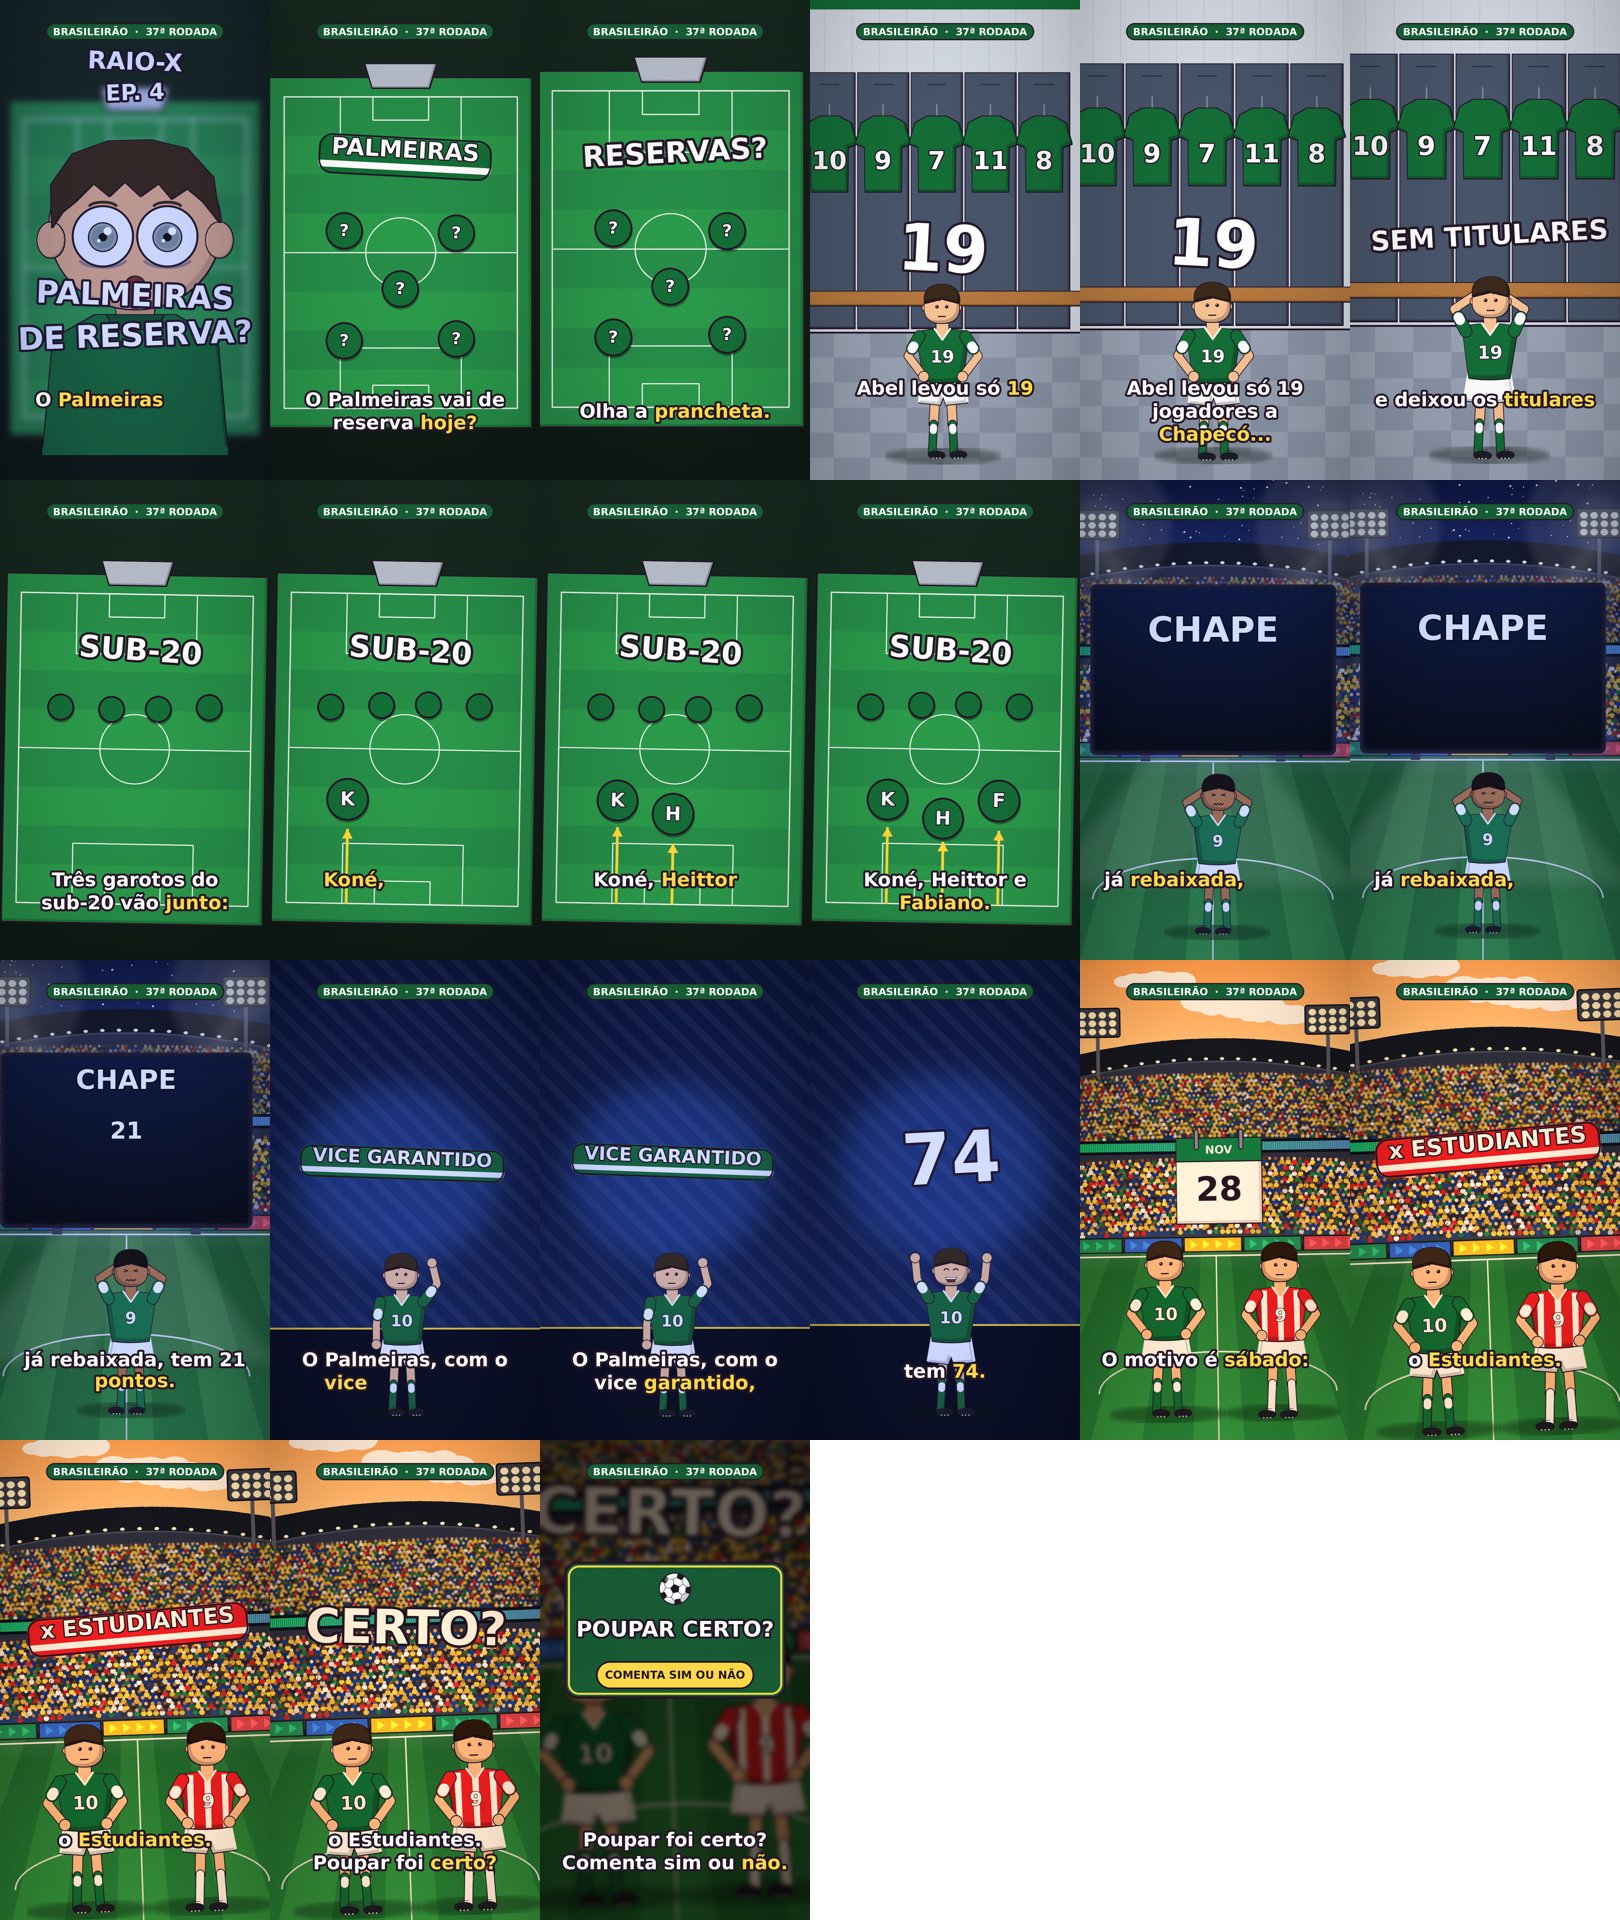 BRASILEIRÃO · 37ª RODADA
RAIO-X
EP. 4
PALMEIRAS
DE RESERVA?
O Palmeiras
BRASILEIRÃO · 37ª RODADA
PALMEIRAS
?
?
?
?
?
O Palmeiras vai de
reserva hoje?
BRASILEIRÃO · 37ª RODADA
RESERVAS?
?
?
?
?
?
Olha a prancheta.
BRASILEIRÃO · 37ª RODADA
10 9 7 11 8
19
19
Abel levou só 19
BRASILEIRÃO · 37ª RODADA
10 9 7 11 8
19
19
Abel levou só 19
jogadores a
Chapecó...
BRASILEIRÃO · 37ª RODADA
10 9 7 11 8
SEM TITULARES
19
e deixou os titulares
BRASILEIRÃO · 37ª RODADA
SUB-20
Três garotos do
sub-20 vão junto:
BRASILEIRÃO · 37ª RODADA
SUB-20
K
Koné,
BRASILEIRÃO · 37ª RODADA
SUB-20
K
H
Koné, Heittor
BRASILEIRÃO · 37ª RODADA
SUB-20
K
H
F
Koné, Heittor e
Fabiano.
BRASILEIRÃO · 37ª RODADA
CHAPE
9
já rebaixada,
BRASILEIRÃO · 37ª RODADA
CHAPE
9
já rebaixada,
BRASILEIRÃO · 37ª RODADA
CHAPE
21
9
já rebaixada, tem 21
pontos.
BRASILEIRÃO · 37ª RODADA
VICE GARANTIDO
10
O Palmeiras, com o
vice
BRASILEIRÃO · 37ª RODADA
VICE GARANTIDO
10
O Palmeiras, com o
vice garantido,
BRASILEIRÃO · 37ª RODADA
74
10
tem 74.
BRASILEIRÃO · 37ª RODADA
NOV
28
10
9
O motivo é sábado:
BRASILEIRÃO · 37ª RODADA
x ESTUDIANTES
10
9
o Estudiantes.
BRASILEIRÃO · 37ª RODADA
x ESTUDIANTES
10
9
o Estudiantes.
BRASILEIRÃO · 37ª RODADA
CERTO?
10
9
o Estudiantes.
Poupar foi certo?
BRASILEIRÃO · 37ª RODADA
CERTO?
POUPAR CERTO?
COMENTA SIM OU NÃO
10
9
Poupar foi certo?
Comenta sim ou não.